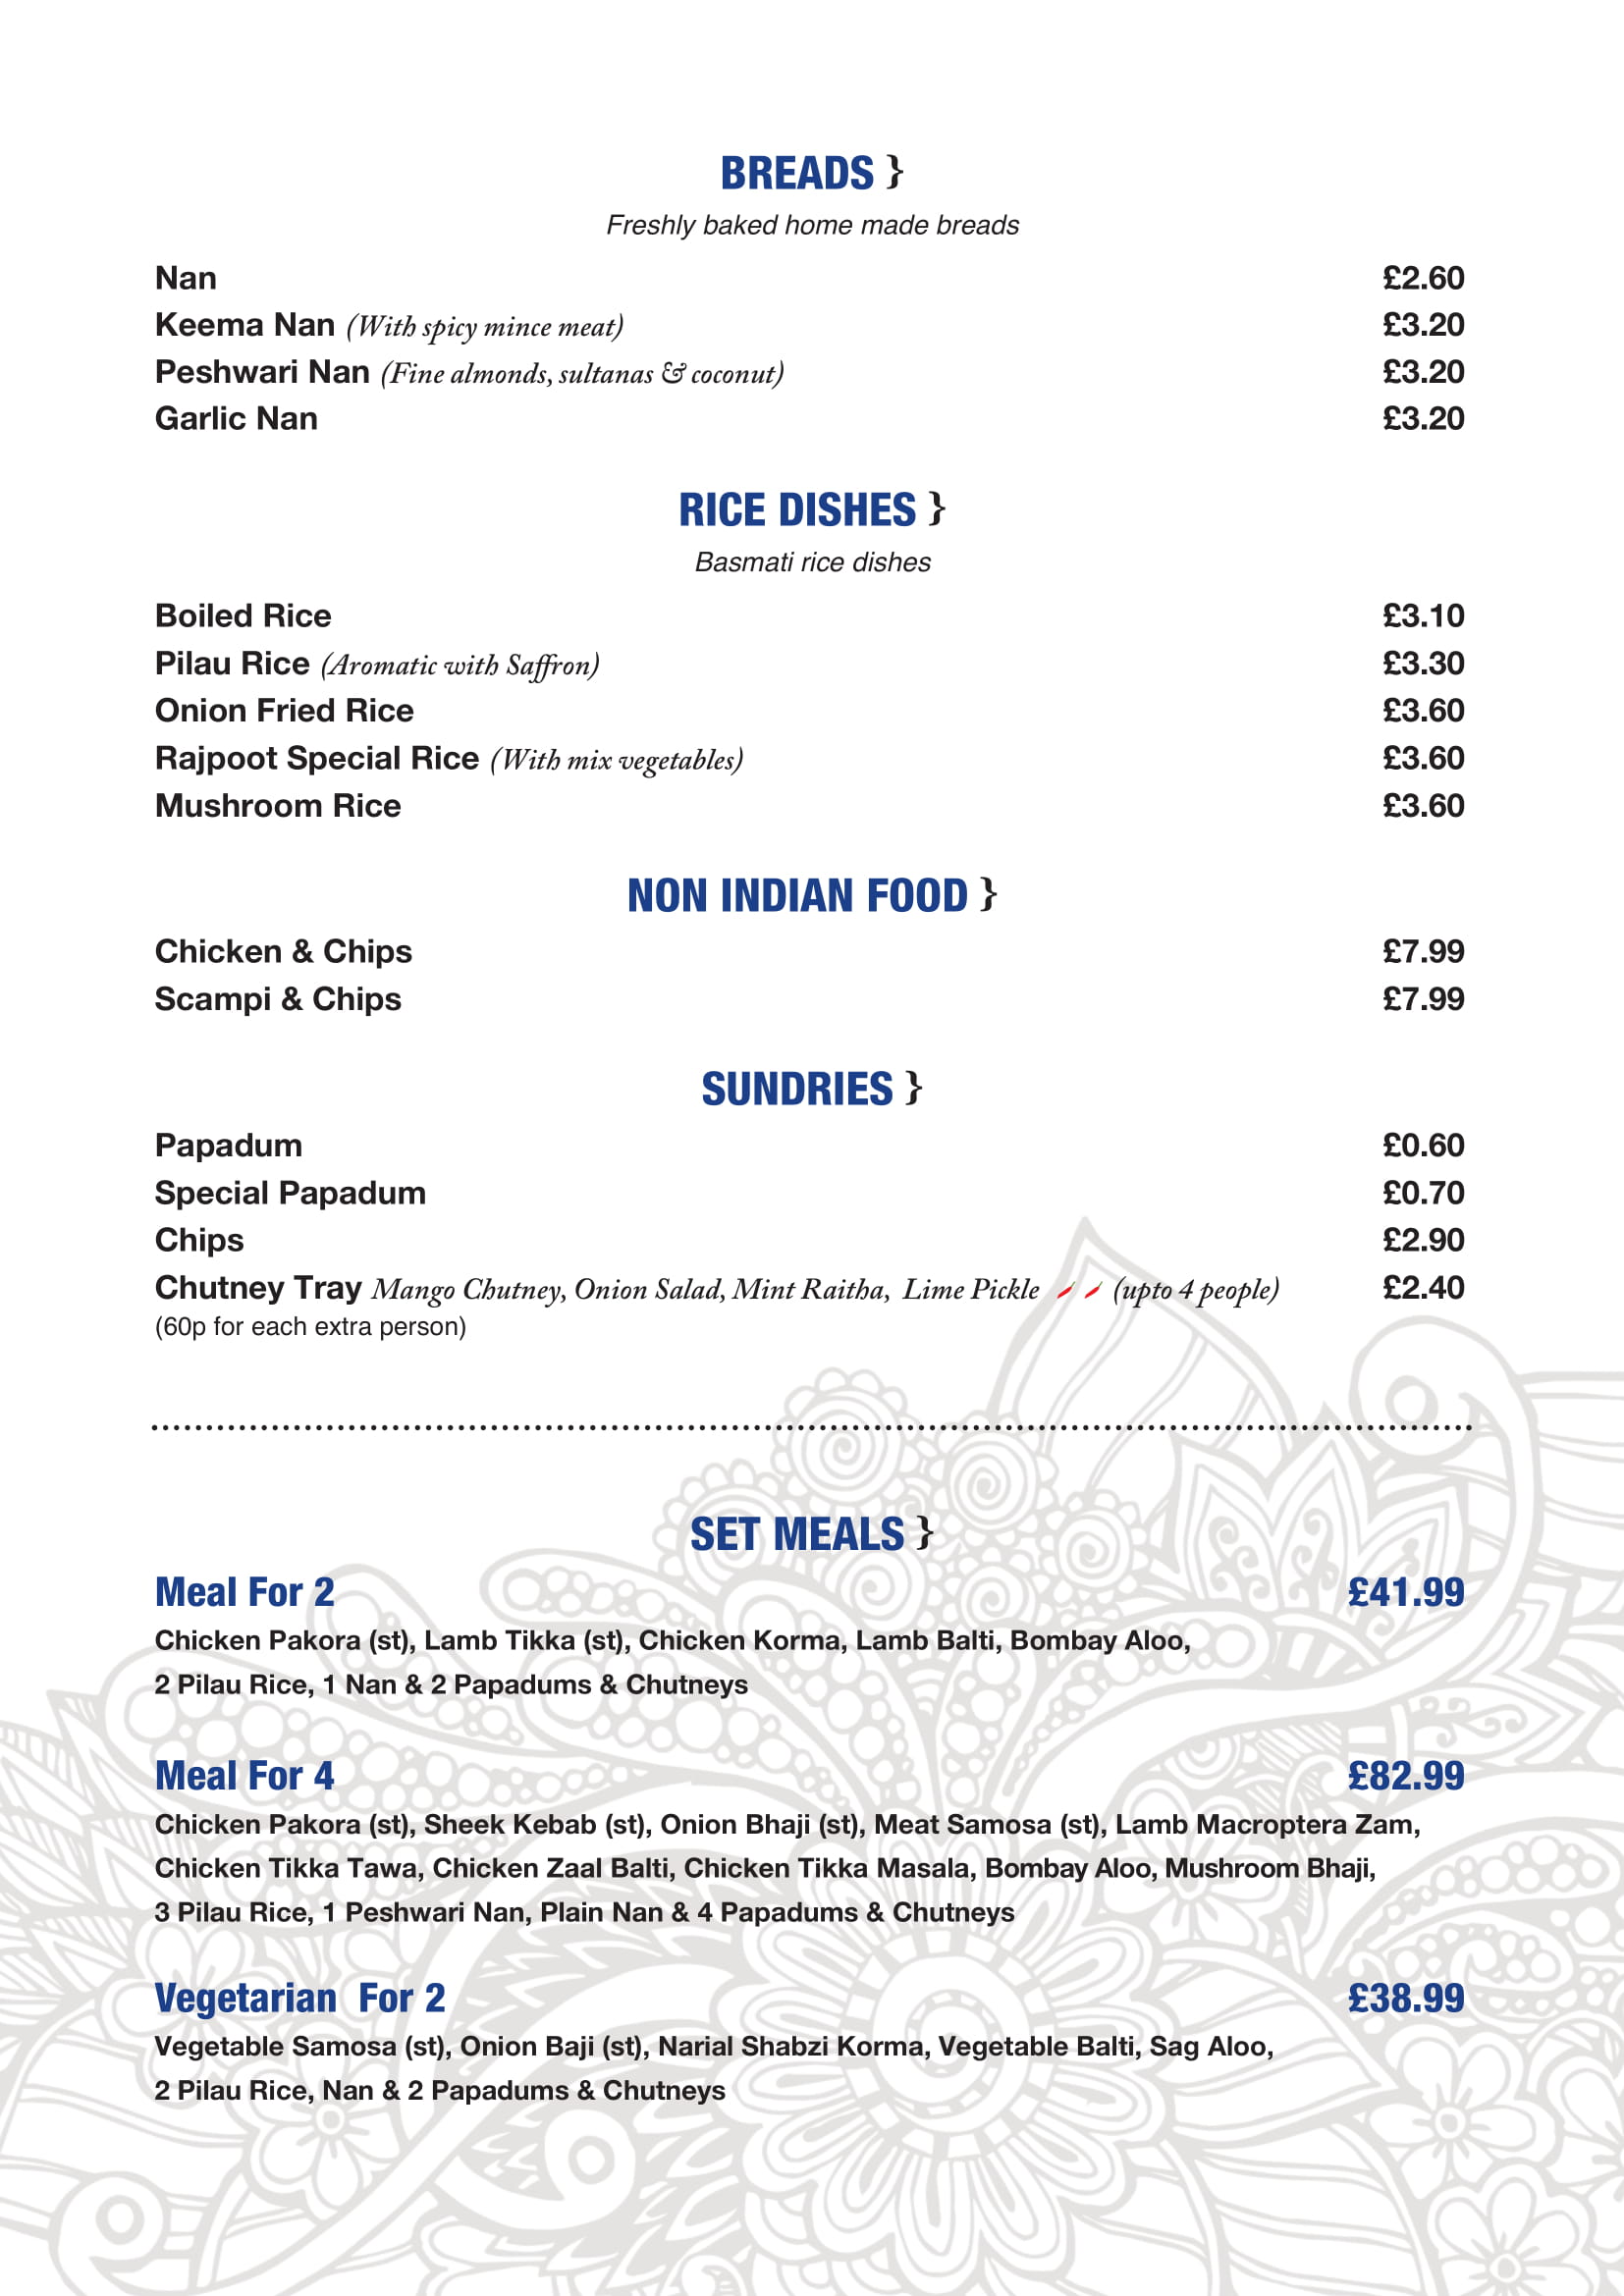 BREADS }
Freshly baked home made breads
Nan £2.60
Keema Nan (With spicy mince meat) £3.20
Peshwari Nan (Fine almonds, sultanas & coconut) £3.20
Garlic Nan £3.20
RICE DISHES }
Basmati rice dishes
Boiled Rice £3.10
Pilau Rice (Aromatic with Saffron) £3.30
Onion Fried Rice £3.60
Rajpoot Special Rice (With mix vegetables) £3.60
Mushroom Rice £3.60
NON INDIAN FOOD }
Chicken & Chips £7.99
Scampi & Chips £7.99
SUNDRIES }
Papadum £0.60
Special Papadum £0.70
Chips £2.90
Chutney Tray Mango Chutney, Onion Salad, Mint Raitha, Lime Pickle (upto 4 people) £2.40
(60p for each extra person)
SET MEALS }
Meal For 2 £41.99
Chicken Pakora (st), Lamb Tikka (st), Chicken Korma, Lamb Balti, Bombay Aloo,
2 Pilau Rice, 1 Nan & 2 Papadums & Chutneys
Meal For 4 £82.99
Chicken Pakora (st), Sheek Kebab (st), Onion Bhaji (st), Meat Samosa (st), Lamb Macroptera Zam,
Chicken Tikka Tawa, Chicken Zaal Balti, Chicken Tikka Masala, Bombay Aloo, Mushroom Bhaji,
3 Pilau Rice, 1 Peshwari Nan, Plain Nan & 4 Papadums & Chutneys
Vegetarian For 2 £38.99
Vegetable Samosa (st), Onion Baji (st), Narial Shabzi Korma, Vegetable Balti, Sag Aloo,
2 Pilau Rice, Nan & 2 Papadums & Chutneys